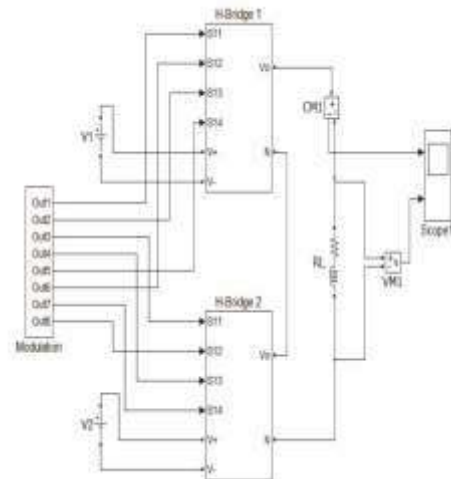 H-Bridge 1
S11
S12
S13
S14
V+
V-
Vo
N
V1
CM1
Scope1
Out1
Out2
Out3
Out4
Out5
Out6
Out7
Out8
Modulation
RL
VM1
H-Bridge 2
S11
S12
S13
S14
V+
V-
Vo
N
V2